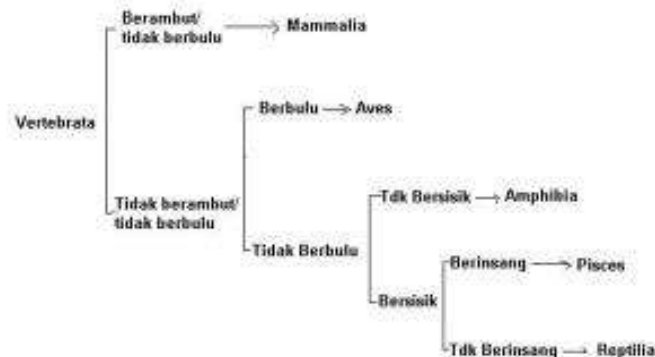 Berambut/
tidak berbulu
Mammalia
Vertebrata
Berbulu
Aves
Tidak berambut/
tidak berbulu
Tdk Bersisik
Amphibia
Tidak Berbulu
Berinsang
Pisces
Bersisik
Tdk Berinsang
Reptilia